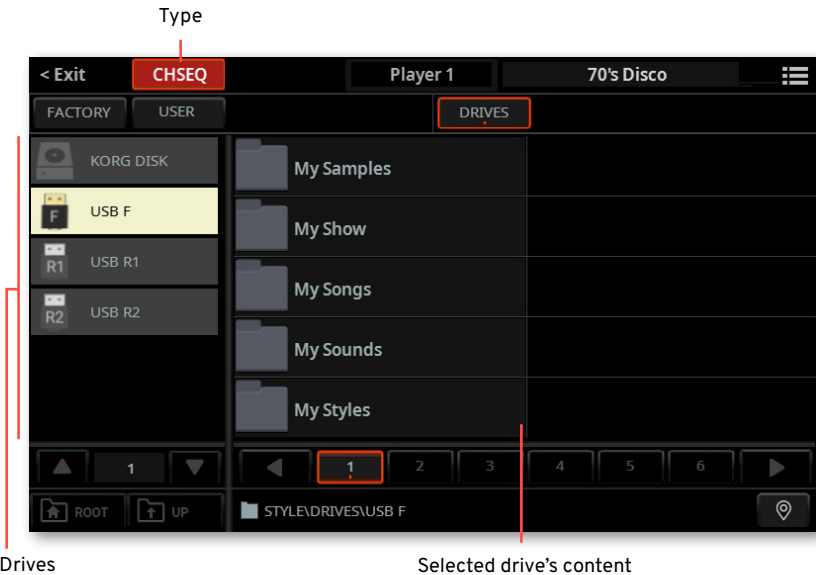 Type
< Exit CHSEQ Player 1 70's Disco
FACTORY USER DRIVES
KORG DISK
My Samples
F USB F
My Show
R1 USB R1
My Songs
R2 USB R2
My Sounds
My Styles
1 1 2 3 4 5 6
ROOT UP STYLE\DRIVES\USB F
Drives Selected drive's content